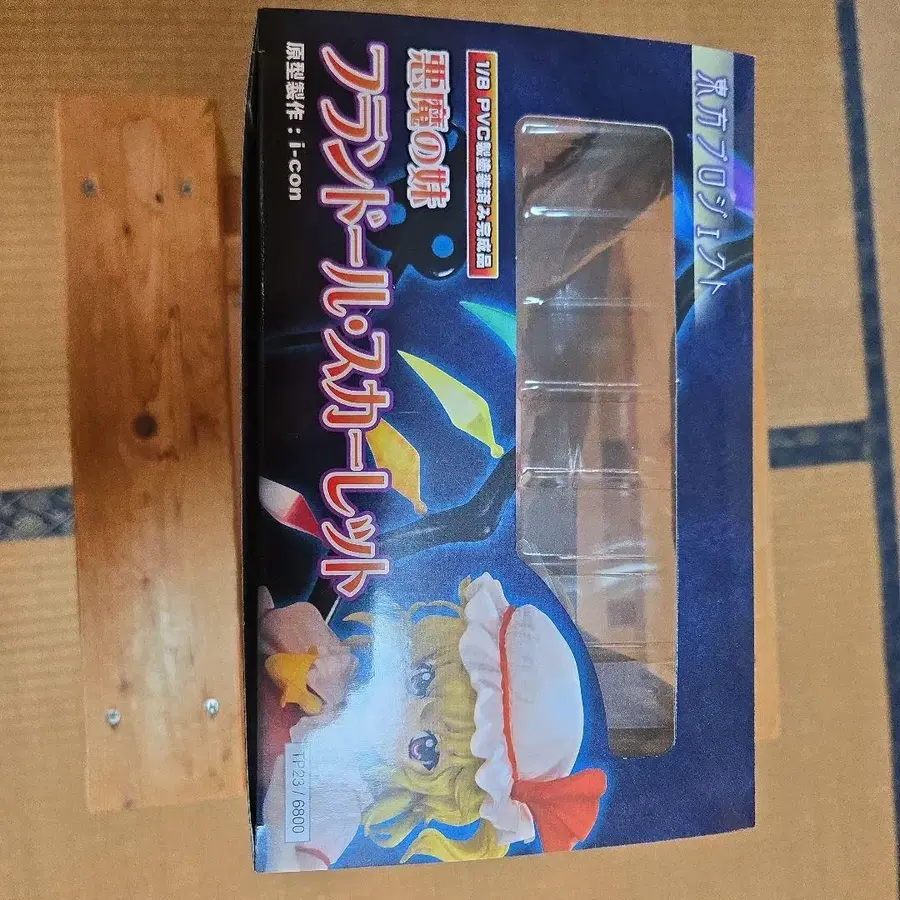 東方プロジェクト
1/8 PVC製塗装済み完成品
悪魔の妹
フランドール・スカーレット
原型製作:i-con
TP23 / 6800